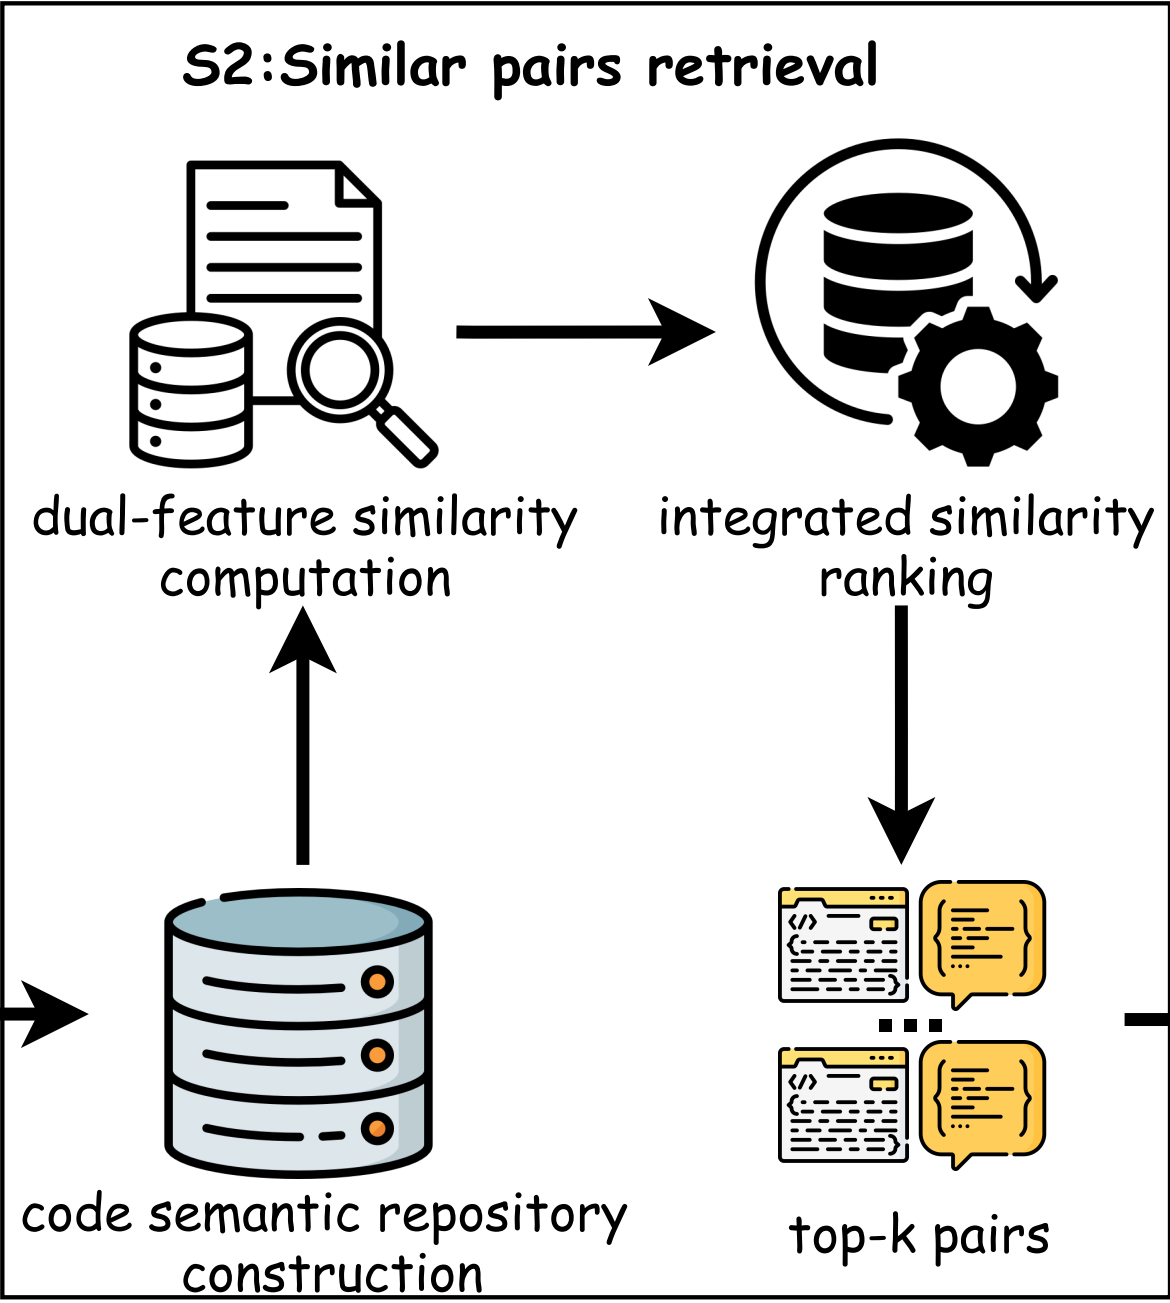 S2:Similar pairs retrieval
dual-feature similarity
computation
integrated similarity
ranking
code semantic repository
construction
top-k pairs